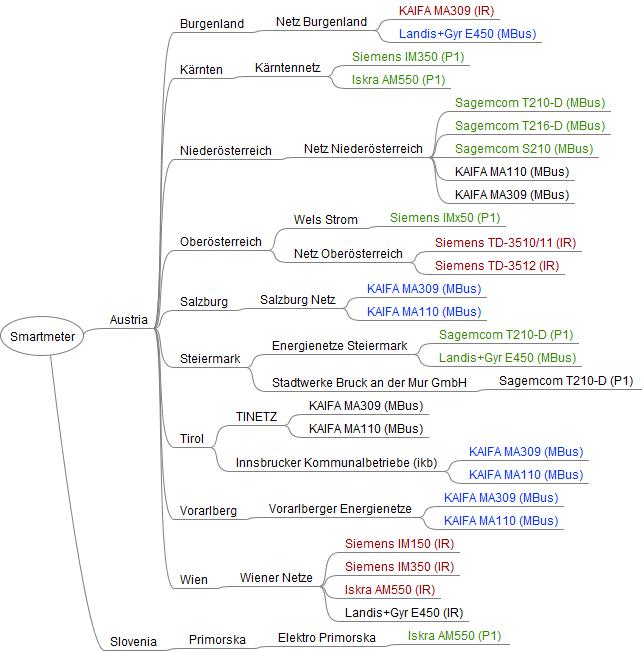 Smartmeter
Austria
Burgenland
Netz Burgenland
KAIFA MA309 (IR)
Landis+Gyr E450 (MBus)
Kärnten
Kärntennetz
Siemens IM350 (P1)
Iskra AM550 (P1)
Niederösterreich
Netz Niederösterreich
Sagemcom T210-D (MBus)
Sagemcom T216-D (MBus)
Sagemcom S210 (MBus)
KAIFA MA110 (MBus)
KAIFA MA309 (MBus)
Oberösterreich
Wels Strom
Siemens IMx50 (P1)
Netz Oberösterreich
Siemens TD-3510/11 (IR)
Siemens TD-3512 (IR)
Salzburg
Salzburg Netz
KAIFA MA309 (MBus)
KAIFA MA110 (MBus)
Steiermark
Energienetze Steiermark
Sagemcom T210-D (P1)
Landis+Gyr E450 (MBus)
Stadtwerke Bruck an der Mur GmbH
Sagemcom T210-D (P1)
Tirol
TINETZ
KAIFA MA309 (MBus)
KAIFA MA110 (MBus)
Innsbrucker Kommunalbetriebe (ikb)
KAIFA MA309 (MBus)
KAIFA MA110 (MBus)
Vorarlberg
Vorarlberger Energienetze
KAIFA MA309 (MBus)
KAIFA MA110 (MBus)
Wien
Wiener Netze
Siemens IM150 (IR)
Siemens IM350 (IR)
Iskra AM550 (IR)
Landis+Gyr E450 (IR)
Slovenia
Primorska
Elektro Primorska
Iskra AM550 (P1)